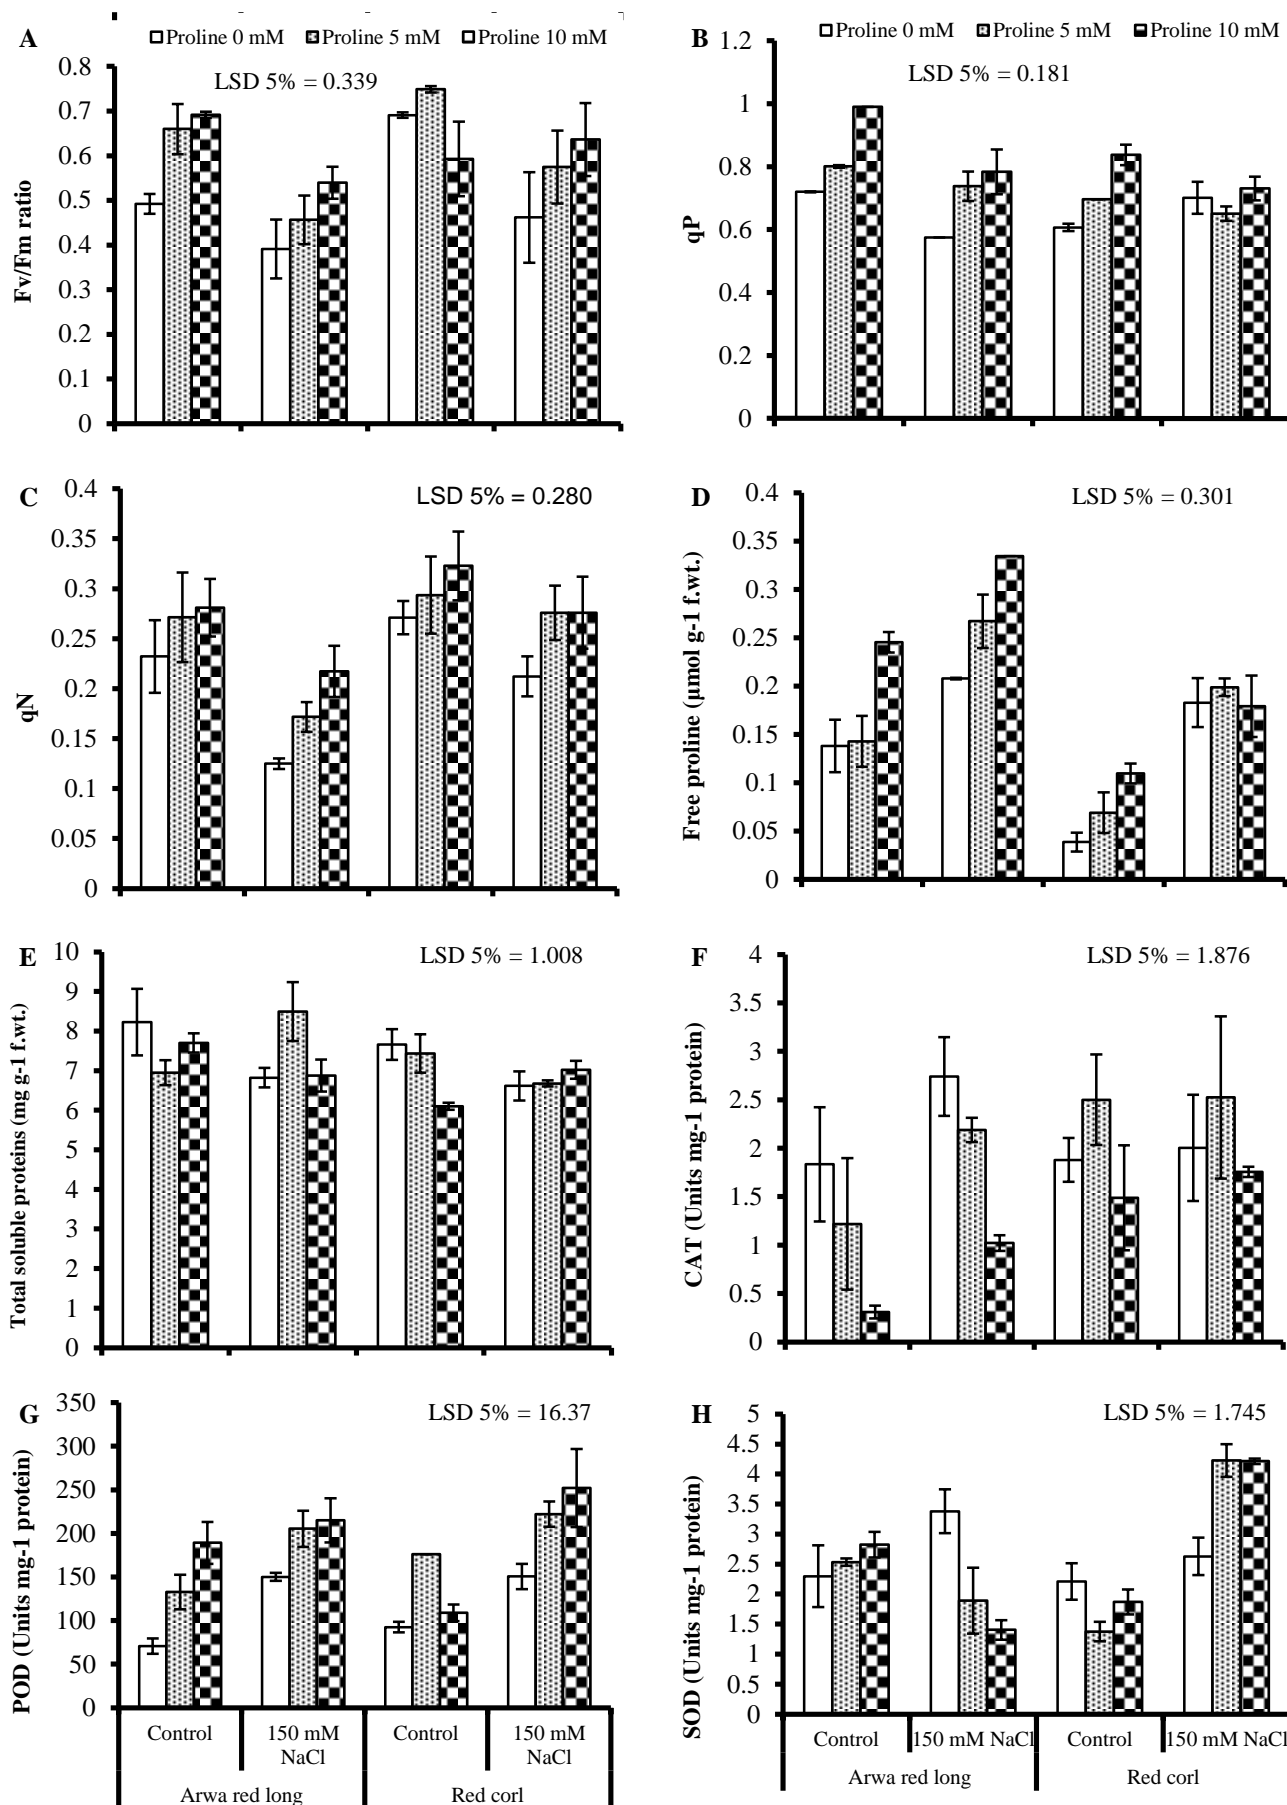 A
Proline 0 mM Proline 5 mM Proline 10 mM
LSD 5% = 0.339
0.8
0.7
0.6
0.5
0.4
0.3
0.2
0.1
0
Fv/Fm ratio
B
Proline 0 mM Proline 5 mM Proline 10 mM
LSD 5% = 0.181
1.2
1
0.8
0.6
0.4
0.2
0
qP
C
LSD 5% = 0.280
0.4
0.35
0.3
0.25
0.2
0.15
0.1
0.05
0
qN
D
LSD 5% = 0.301
0.4
0.35
0.3
0.25
0.2
0.15
0.1
0.05
0
Free proline (µmol g-1 f.wt.)
E
LSD 5% = 1.008
10
9
8
7
6
5
4
3
2
1
0
Total soluble proteins (mg g-1 f.wt.)
F
LSD 5% = 1.876
4
3.5
3
2.5
2
1.5
1
0.5
0
CAT (Units mg-1 protein)
G
LSD 5% = 16.37
350
300
250
200
150
100
50
0
POD (Units mg-1 protein)
Control 150 mM NaCl Control 150 mM NaCl
Arwa red long Red corl
H
LSD 5% = 1.745
5
4.5
4
3.5
3
2.5
2
1.5
1
0.5
0
SOD (Units mg-1 protein)
Control 150 mM NaCl Control 150 mM NaCl
Arwa red long Red corl